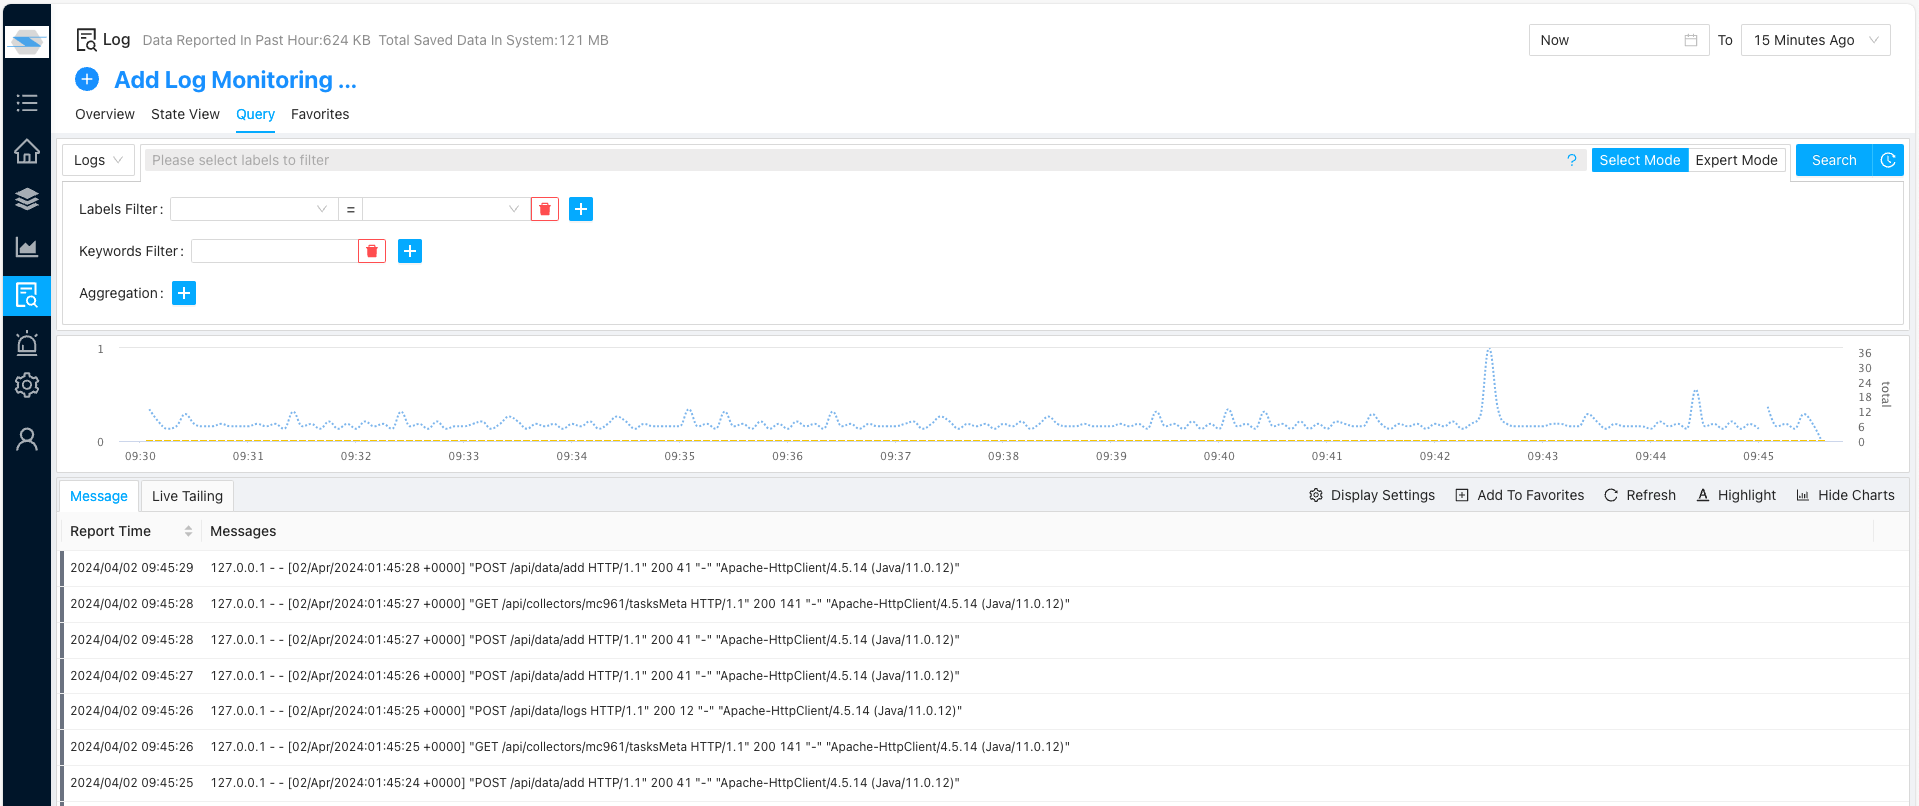 Log Data Reported In Past Hour:624 KB Total Saved Data In System:121 MB Now To 15 Minutes Ago
Add Log Monitoring ...
Overview State View Query Favorites
Logs Please select labels to filter ? Select Mode Expert Mode Search
Labels Filter : =
Keywords Filter :
Aggregation :
1
0
36
30
24
18
12
6
0
total
09:30 09:31 09:32 09:33 09:34 09:35 09:36 09:37 09:38 09:39 09:40 09:41 09:42 09:43 09:44 09:45
Message Live Tailing Display Settings Add To Favorites Refresh Highlight Hide Charts
Report Time Messages
2024/04/02 09:45:29 127.0.0.1 - - [02/Apr/2024:01:45:28 +0000] "POST /api/data/add HTTP/1.1" 200 41 "-" "Apache-HttpClient/4.5.14 (Java/11.0.12)"
2024/04/02 09:45:28 127.0.0.1 - - [02/Apr/2024:01:45:27 +0000] "GET /api/collectors/mc961/tasksMeta HTTP/1.1" 200 141 "-" "Apache-HttpClient/4.5.14 (Java/11.0.12)"
2024/04/02 09:45:28 127.0.0.1 - - [02/Apr/2024:01:45:27 +0000] "POST /api/data/add HTTP/1.1" 200 41 "-" "Apache-HttpClient/4.5.14 (Java/11.0.12)"
2024/04/02 09:45:27 127.0.0.1 - - [02/Apr/2024:01:45:26 +0000] "POST /api/data/add HTTP/1.1" 200 41 "-" "Apache-HttpClient/4.5.14 (Java/11.0.12)"
2024/04/02 09:45:26 127.0.0.1 - - [02/Apr/2024:01:45:25 +0000] "POST /api/data/logs HTTP/1.1" 200 12 "-" "Apache-HttpClient/4.5.14 (Java/11.0.12)"
2024/04/02 09:45:26 127.0.0.1 - - [02/Apr/2024:01:45:25 +0000] "GET /api/collectors/mc961/tasksMeta HTTP/1.1" 200 141 "-" "Apache-HttpClient/4.5.14 (Java/11.0.12)"
2024/04/02 09:45:25 127.0.0.1 - - [02/Apr/2024:01:45:24 +0000] "POST /api/data/add HTTP/1.1" 200 41 "-" "Apache-HttpClient/4.5.14 (Java/11.0.12)"